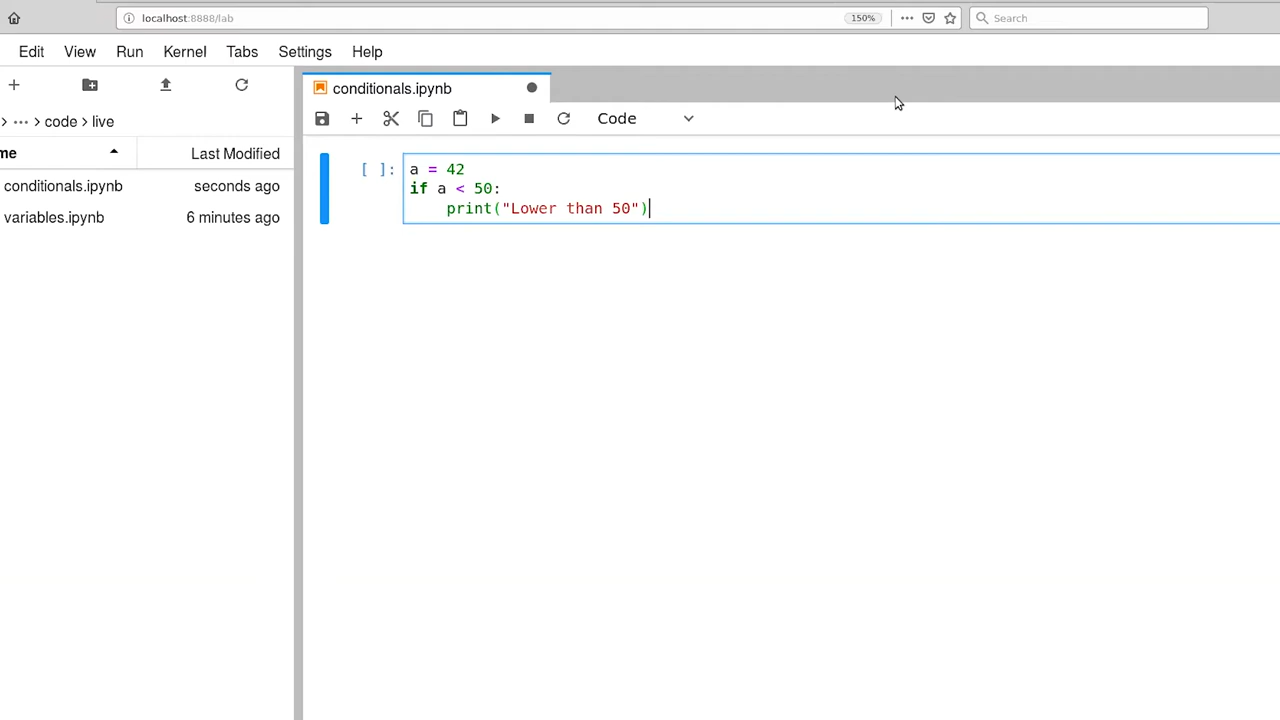 localhost:8888/lab
150%
Search
Edit View Run Kernel Tabs Settings Help
conditionals.ipynb
Code
... code live
me Last Modified
conditionals.ipynb seconds ago
variables.ipynb 6 minutes ago
[ ]: a = 42
if a < 50:
print("Lower than 50")